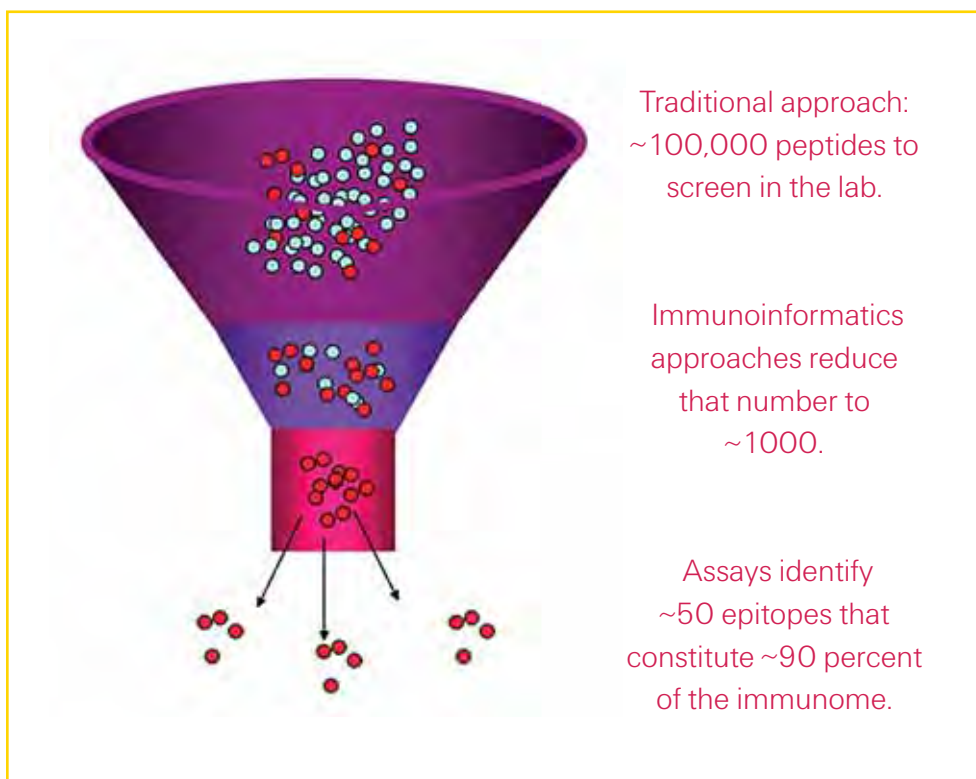 Traditional approach:
~100,000 peptides to
screen in the lab.
Immunoinformatics
approaches reduce
that number to
~1000.
Assays identify
~50 epitopes that
constitute ~90 percent
of the immunome.